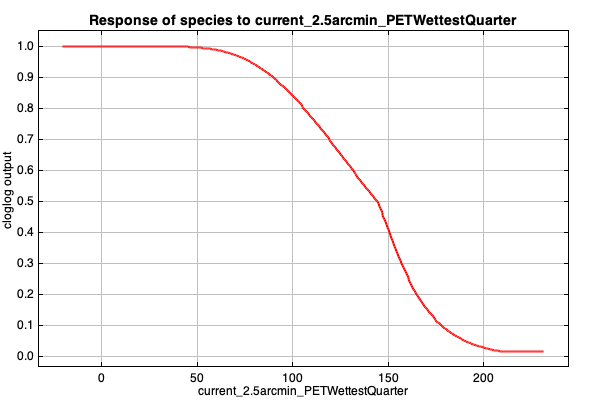 Response of species to current_2.5arcmin_PETWettestQuarter
1.0
0.9
0.8
0.7
0.6
0.5
0.4
0.3
0.2
0.1
0.0
cloglog output
0 50 100 150 200
current_2.5arcmin_PETWettestQuarter